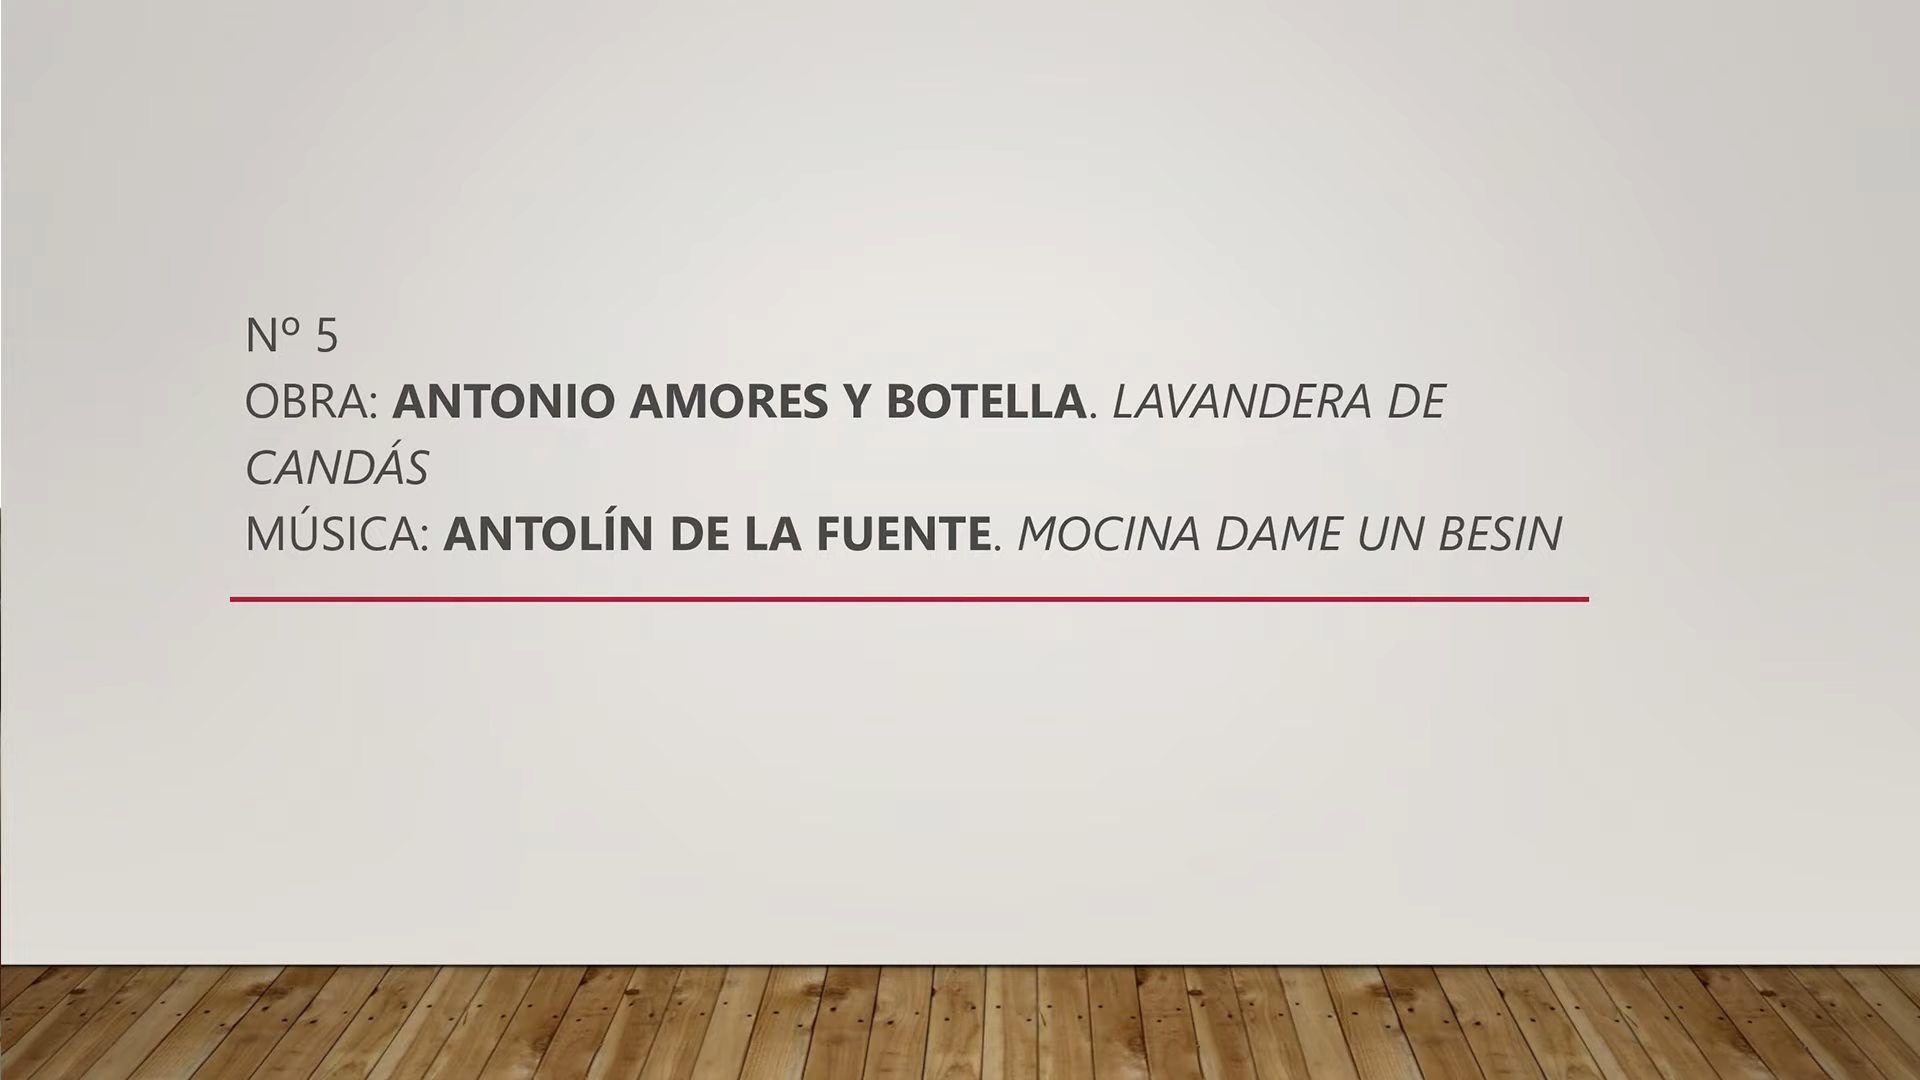 Nº 5
OBRA: ANTONIO AMORES Y BOTELLA. LAVANDERA DE
CANDÁS
MÚSICA: ANTOLÍN DE LA FUENTE. MOCINA DAME UN BESIN